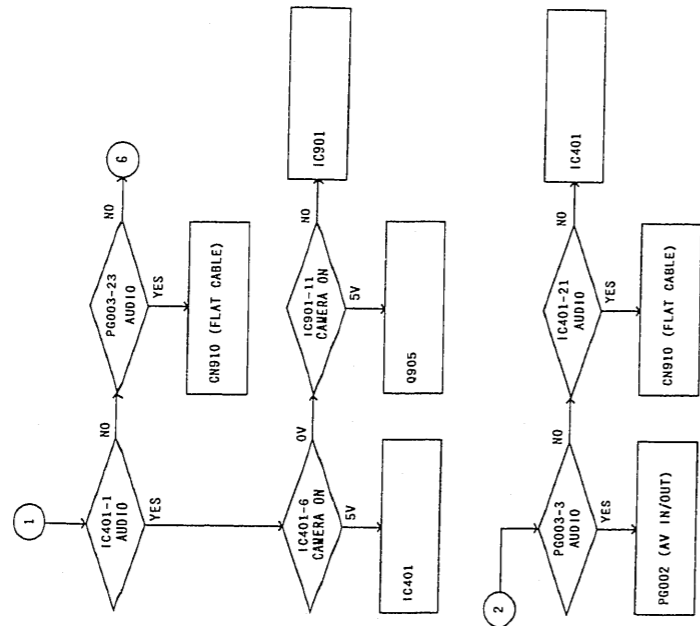 1
IC401-1
AUDIO
NO
YES
PG003-23
AUDIO
NO
6
YES
CN910 (FLAT CABLE)
IC401-6
CAMERA ON
0V
5V
IC401
IC901-11
CAMERA ON
NO
5V
Q905
IC901
2
PG003-3
AUDIO
NO
YES
PG002 (AV IN/OUT)
IC401-21
AUDIO
NO
YES
CN910 (FLAT CABLE)
IC401